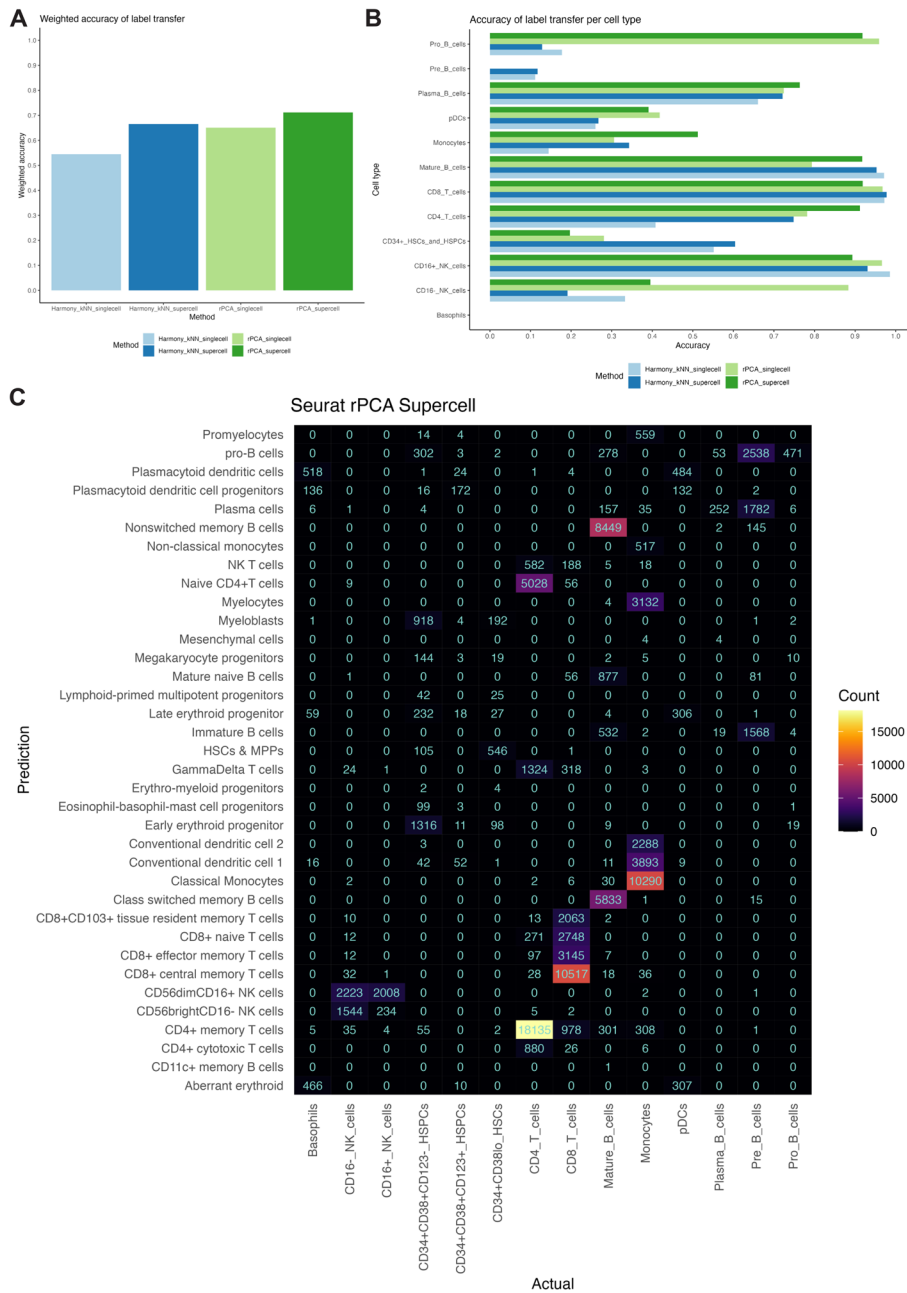 A
Weighted accuracy of label transfer
Weighted accuracy
1.0
0.9
0.8
0.7
0.6
0.5
0.4
0.3
0.2
0.1
0.0
Harmony_kNN_singlecell Harmony_kNN_supercell rPCA_singlecell rPCA_supercell
Method
Method
Harmony_kNN_singlecell rPCA_singlecell
Harmony_kNN_supercell rPCA_supercell
B
Accuracy of label transfer per cell type
Cell type
Pro_B_cells
Pre_B_cells
Plasma_B_cells
pDCs
Monocytes
Mature_B_cells
CD8_T_cells
CD4_T_cells
CD34+_HSCs_and_HSPCs
CD16+_NK_cells
CD16-_NK_cells
Basophils
0.0 0.1 0.2 0.3 0.4 0.5 0.6 0.7 0.8 0.9 1.0
Accuracy
Method
Harmony_kNN_singlecell rPCA_singlecell
Harmony_kNN_supercell rPCA_supercell
C
Seurat rPCA Supercell
Prediction
Promyelocytes 0 0 0 14 4 0 0 0 0 559 0 0 0 0
pro-B cells 0 0 0 302 3 2 0 0 278 0 0 53 2538 471
Plasmacytoid dendritic cells 518 0 0 1 24 0 1 4 0 0 484 0 0 0
Plasmacytoid dendritic cell progenitors 136 0 0 16 172 0 0 0 0 0 132 0 2 0
Plasma cells 6 1 0 4 0 0 0 0 157 35 0 252 1782 6
Nonswitched memory B cells 0 0 0 0 0 0 0 0 8449 0 0 2 145 0
Non-classical monocytes 0 0 0 0 0 0 0 0 0 517 0 0 0 0
NK T cells 0 0 0 0 0 0 582 188 5 18 0 0 0 0
Naive CD4+T cells 0 9 0 0 0 0 5028 56 0 0 0 0 0 0
Myelocytes 0 0 0 0 0 0 0 0 4 3132 0 0 0 0
Myeloblasts 1 0 0 918 4 192 0 0 0 0 0 0 1 2
Mesenchymal cells 0 0 0 0 0 0 0 0 0 4 0 4 0 0
Megakaryocyte progenitors 0 0 0 144 3 19 0 0 2 5 0 0 0 10
Mature naive B cells 0 1 0 0 0 0 0 56 877 0 0 0 81 0
Lymphoid-primed multipotent progenitors 0 0 0 42 0 25 0 0 0 0 0 0 0 0
Late erythroid progenitor 59 0 0 232 18 27 0 0 4 0 306 0 1 0
Immature B cells 0 0 0 0 0 0 0 0 532 2 0 19 1568 4
HSCs & MPPs 0 0 0 105 0 546 0 1 0 0 0 0 0 0
GammaDelta T cells 0 24 1 0 0 0 1324 318 0 3 0 0 0 0
Erythro-myeloid progenitors 0 0 0 2 0 4 0 0 0 0 0 0 0 0
Eosinophil-basophil-mast cell progenitors 0 0 0 99 3 0 0 0 0 0 0 0 0 1
Early erythroid progenitor 0 0 0 1316 11 98 0 0 9 0 0 0 0 19
Conventional dendritic cell 2 0 0 0 3 0 0 0 0 0 2288 0 0 0 0
Conventional dendritic cell 1 16 0 0 42 52 1 0 0 11 3893 9 0 0 0
Classical Monocytes 0 2 0 0 0 0 2 6 30 10290 0 0 0 0
Class switched memory B cells 0 0 0 0 0 0 0 0 5833 1 0 0 15 0
CD8+CD103+ tissue resident memory T cells 0 10 0 0 0 0 13 2063 2 0 0 0 0 0
CD8+ naive T cells 0 12 0 0 0 0 271 2748 0 0 0 0 0 0
CD8+ effector memory T cells 0 12 0 0 0 0 97 3145 7 0 0 0 0 0
CD8+ central memory T cells 0 32 1 0 0 0 28 10517 18 36 0 0 0 0
CD56dimCD16+ NK cells 0 2223 2008 0 0 0 0 0 0 2 0 0 1 0
CD56brightCD16- NK cells 0 1544 234 0 0 0 5 2 0 0 0 0 0 0
CD4+ memory T cells 5 35 4 55 0 2 18135 978 301 308 0 0 1 0
CD4+ cytotoxic T cells 0 0 0 0 0 0 880 26 0 6 0 0 0 0
CD11c+ memory B cells 0 0 0 0 0 0 0 0 1 0 0 0 0 0
Aberrant erythroid 466 0 0 0 10 0 0 0 0 0 307 0 0 0
Basophils
CD16-_NK_cells
CD16+_NK_cells
CD34+CD38+CD123-_HSPCs
CD34+CD38+CD123+_HSPCs
CD34+CD38lo_HSCs
CD4_T_cells
CD8_T_cells
Mature_B_cells
Monocytes
pDCs
Plasma_B_cells
Pre_B_cells
Pro_B_cells
Actual
Count
15000
10000
5000
0